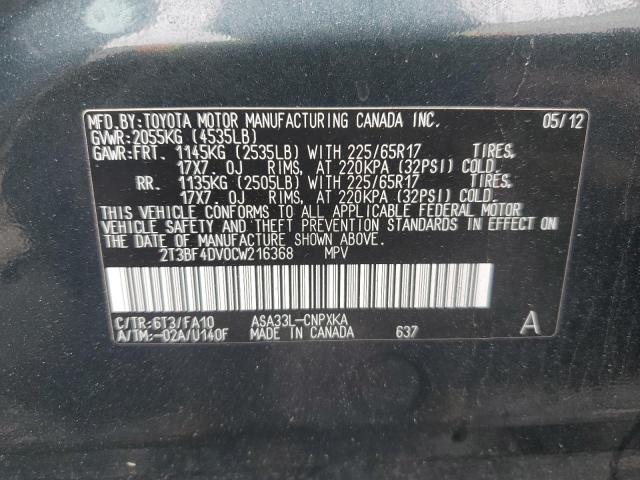 MFD.BY:TOYOTA MOTOR MANUFACTURING CANADA INC. 05/12
GVWR:2055KG (4535LB)
GAWR:FRT. 1145KG (2535LB) WITH 225/65R17 TIRES,
17X7. 0J RIMS, AT 220KPA (32PSI) COLD.
RR. 1135KG (2505LB) WITH 225/65R17 TIRES,
17X7. 0J RIMS, AT 220KPA (32PSI) COLD.
THIS VEHICLE CONFORMS TO ALL APPLICABLE FEDERAL MOTOR
VEHICLE SAFETY AND THEFT PREVENTION STANDARDS IN EFFECT ON
THE DATE OF MANUFACTURE SHOWN ABOVE.
2T3BF4DV0CW216368 MPV
C/TR:6T3/FA10 ASA33L-CNPXKA
A/TM:-02A/U140F MADE IN CANADA 637 A